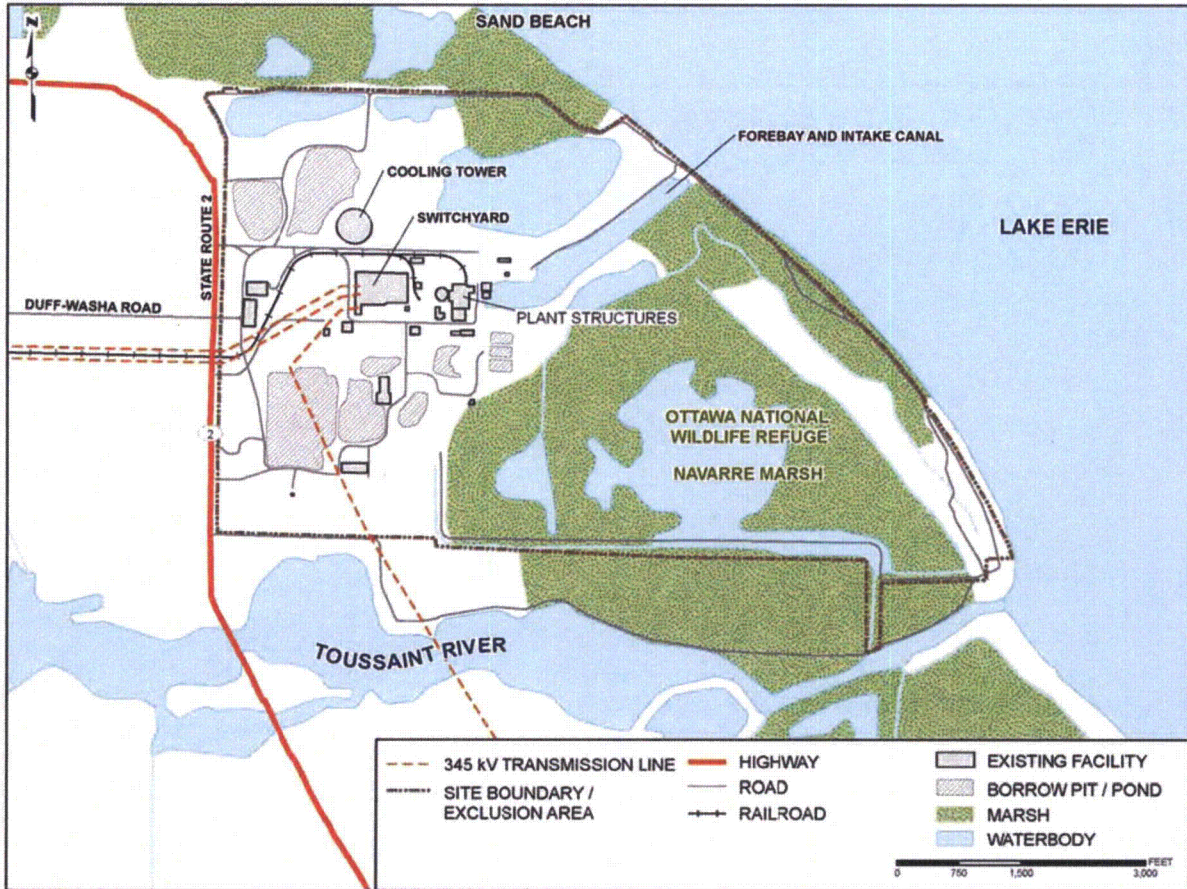 N
SAND BEACH
FOREBAY AND INTAKE CANAL
COOLING TOWER
SWITCHYARD
LAKE ERIE
STATE ROUTE 2
DUFF-WASHA ROAD
PLANT STRUCTURES
2
OTTAWA NATIONAL
WILDLIFE REFUGE
NAVARRE MARSH
TOUSSAINT RIVER
345 kV TRANSMISSION LINE
SITE BOUNDARY /
EXCLUSION AREA
HIGHWAY
ROAD
RAILROAD
EXISTING FACILITY
BORROW PIT / POND
MARSH
WATERBODY
FEET
0 750 1,500 3,000